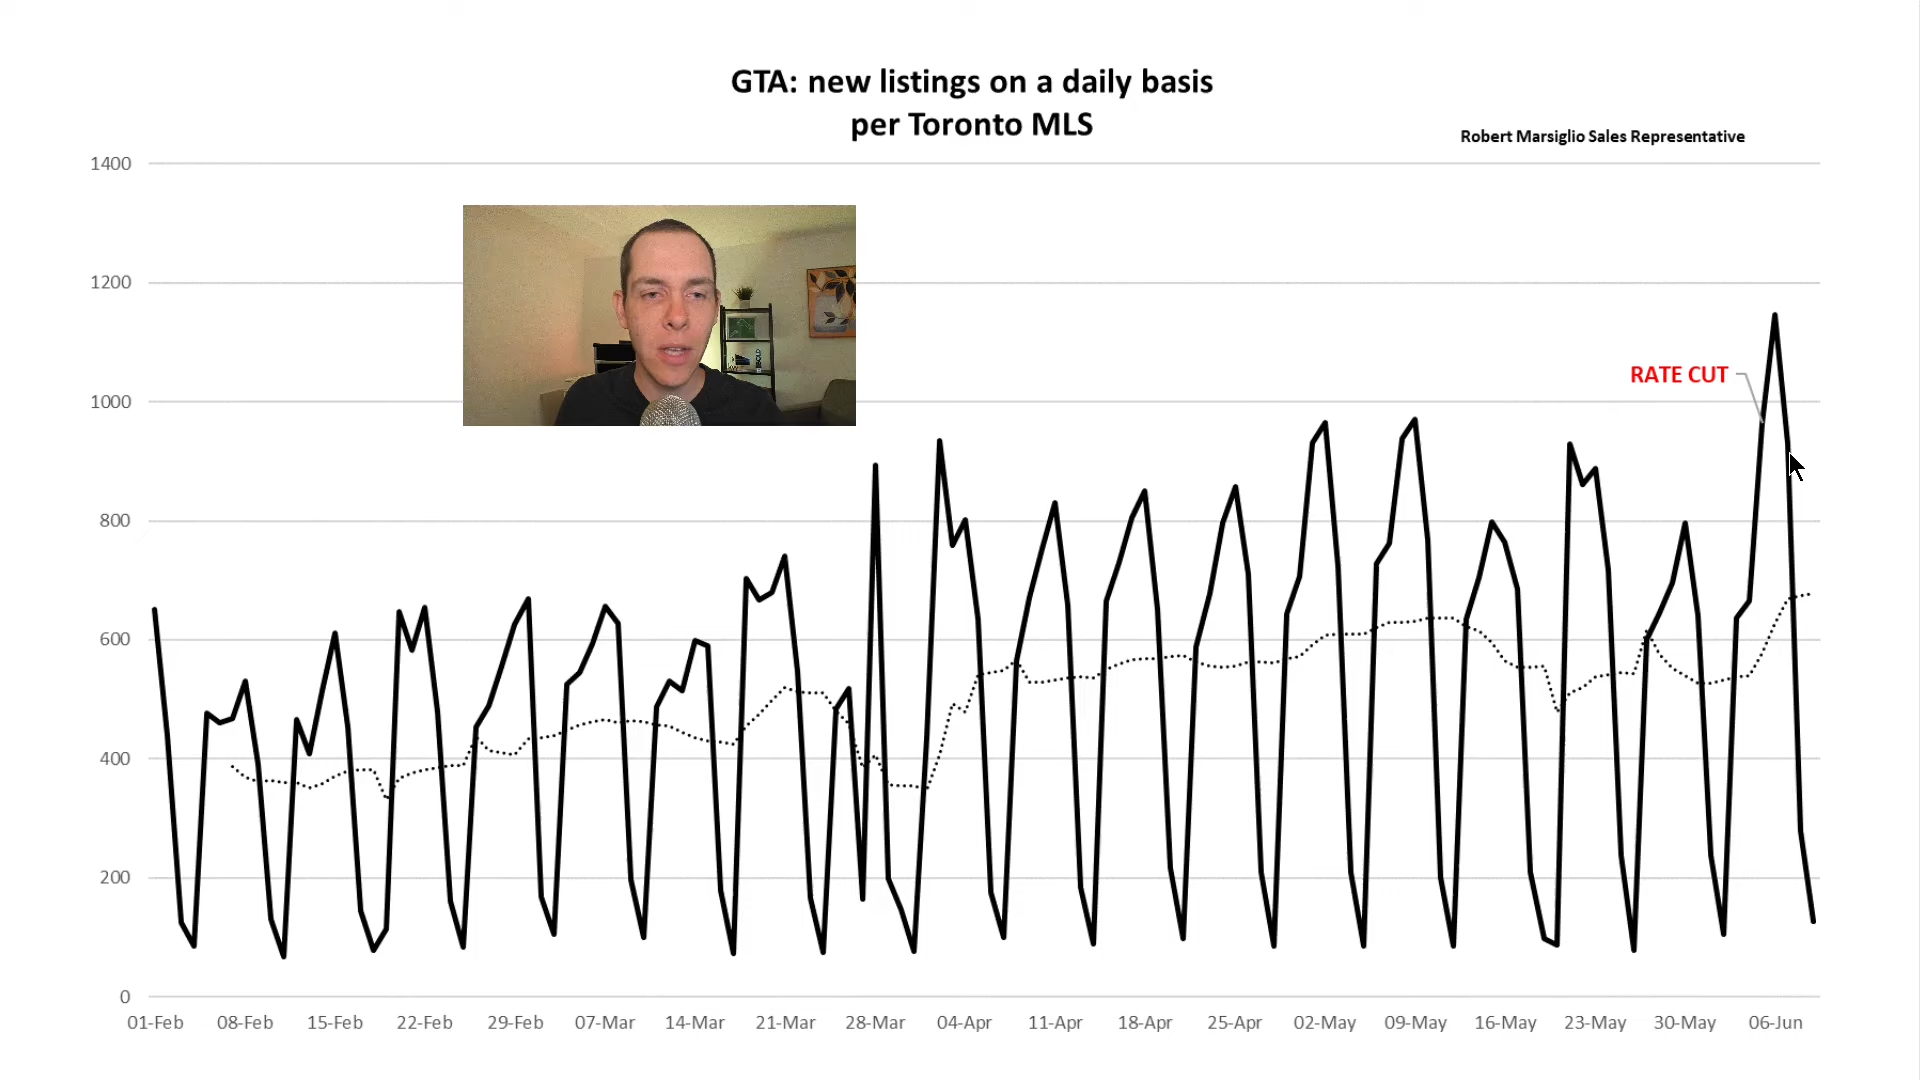 GTA: new listings on a daily basis
per Toronto MLS
Robert Marsiglio Sales Representative
1400
1200
RATE CUT
1000
800
600
400
200
0
01-Feb 08-Feb 15-Feb 22-Feb 29-Feb 07-Mar 14-Mar 21-Mar 28-Mar 04-Apr 11-Apr 18-Apr 25-Apr 02-May 09-May 16-May 23-May 30-May 06-Jun